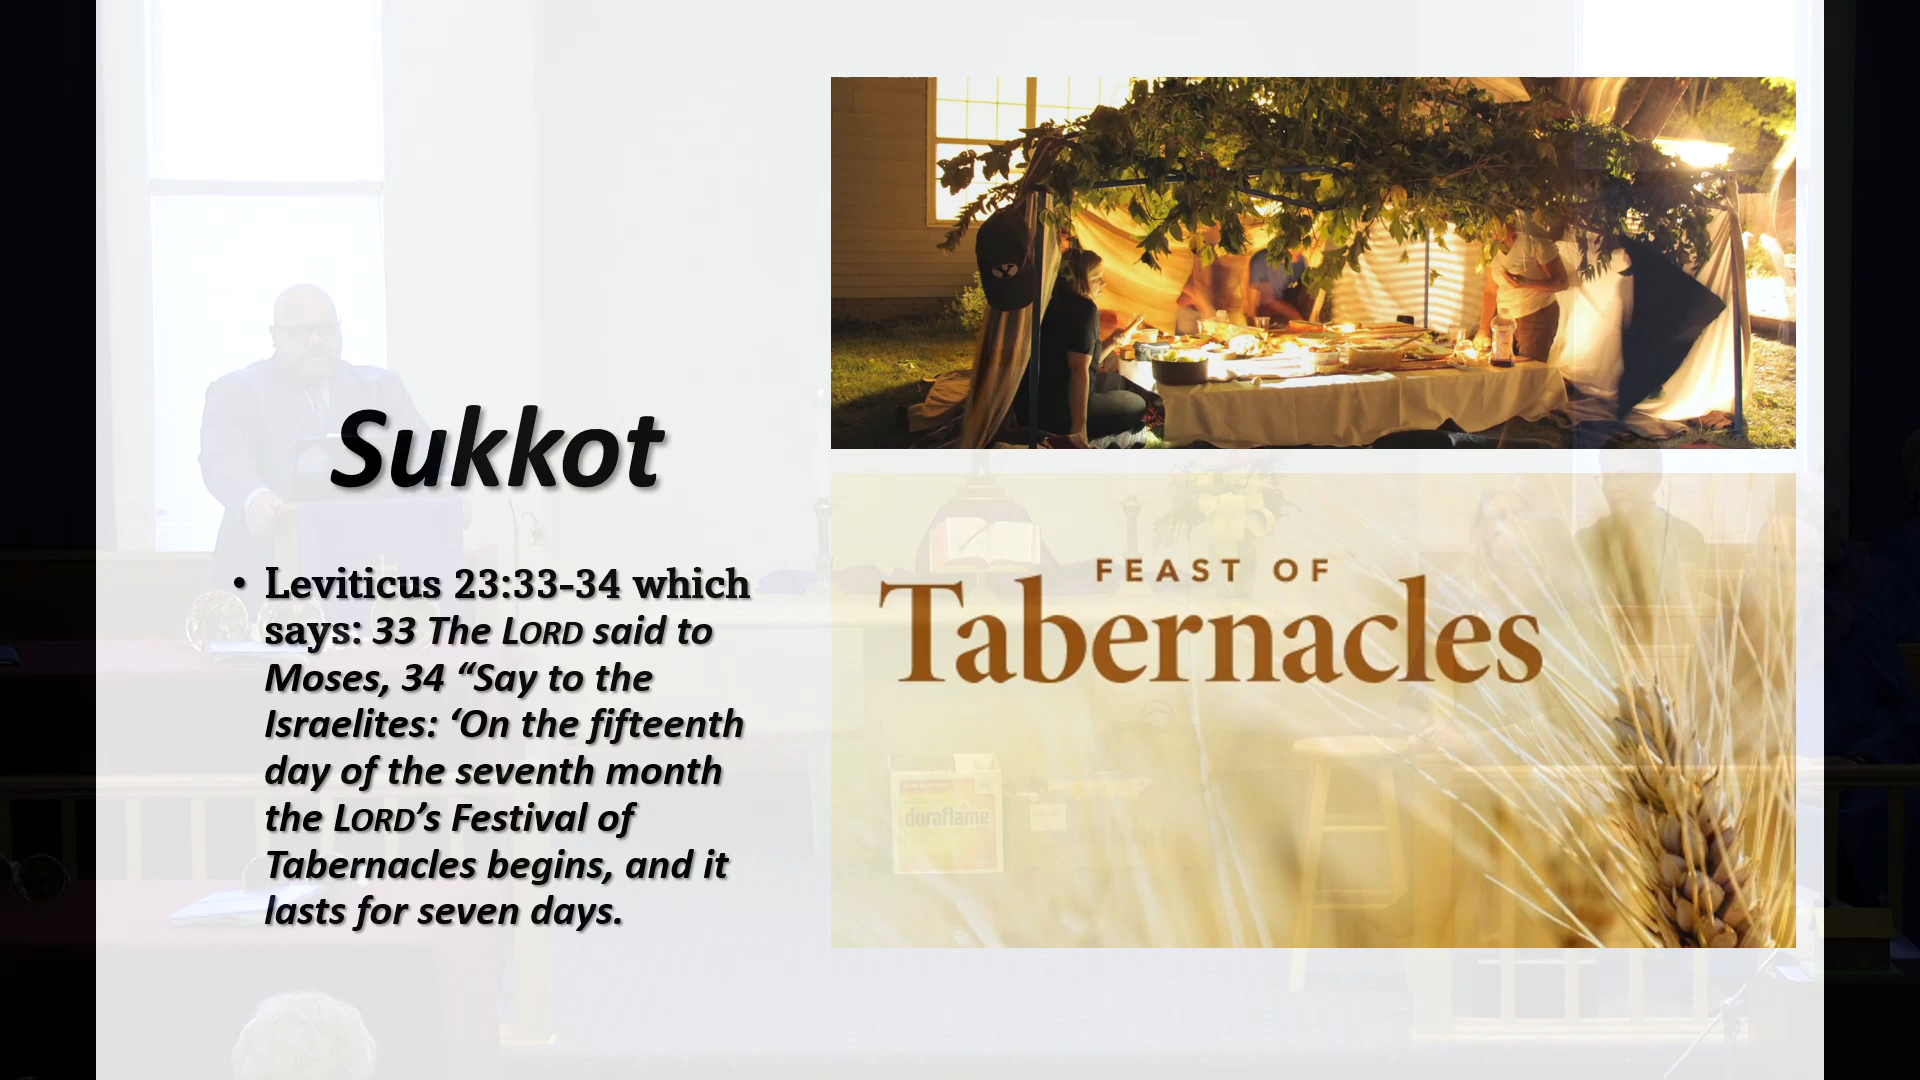 Sukkot
• Leviticus 23:33-34 which
says: 33 The LORD said to
Moses, 34 “Say to the
Israelites: ‘On the fifteenth
day of the seventh month
the LORD’s Festival of
Tabernacles begins, and it
lasts for seven days.
FEAST OF
Tabernacles
duraflame